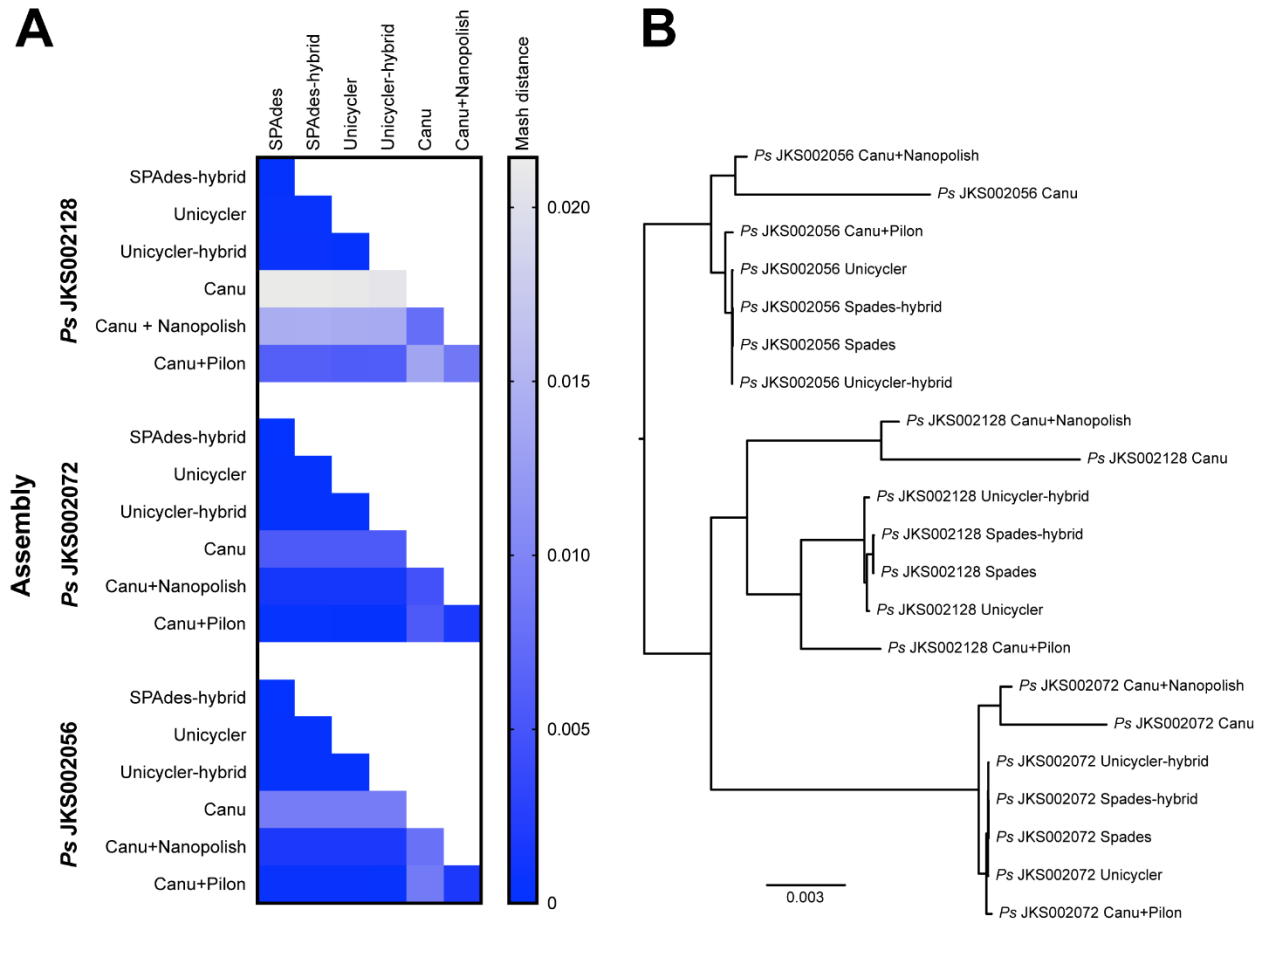 A
SPAdes
SPAdes-hybrid
Unicycler
Unicycler-hybrid
Canu
Canu+Nanopolish
Mash distance
Assembly
Ps JKS002128
SPAdes-hybrid
Unicycler
Unicycler-hybrid
Canu
Canu + Nanopolish
Canu+Pilon
Ps JKS002072
SPAdes-hybrid
Unicycler
Unicycler-hybrid
Canu
Canu+Nanopolish
Canu+Pilon
Ps JKS002056
SPAdes-hybrid
Unicycler
Unicycler-hybrid
Canu
Canu+Nanopolish
Canu+Pilon
0.020
0.015
0.010
0.005
0
B
Ps JKS002056 Canu+Nanopolish
Ps JKS002056 Canu
Ps JKS002056 Canu+Pilon
Ps JKS002056 Unicycler
Ps JKS002056 Spades-hybrid
Ps JKS002056 Spades
Ps JKS002056 Unicycler-hybrid
Ps JKS002128 Canu+Nanopolish
Ps JKS002128 Canu
Ps JKS002128 Unicycler-hybrid
Ps JKS002128 Spades-hybrid
Ps JKS002128 Spades
Ps JKS002128 Unicycler
Ps JKS002128 Canu+Pilon
Ps JKS002072 Canu+Nanopolish
Ps JKS002072 Canu
Ps JKS002072 Unicycler-hybrid
Ps JKS002072 Spades-hybrid
Ps JKS002072 Spades
Ps JKS002072 Unicycler
Ps JKS002072 Canu+Pilon
0.003